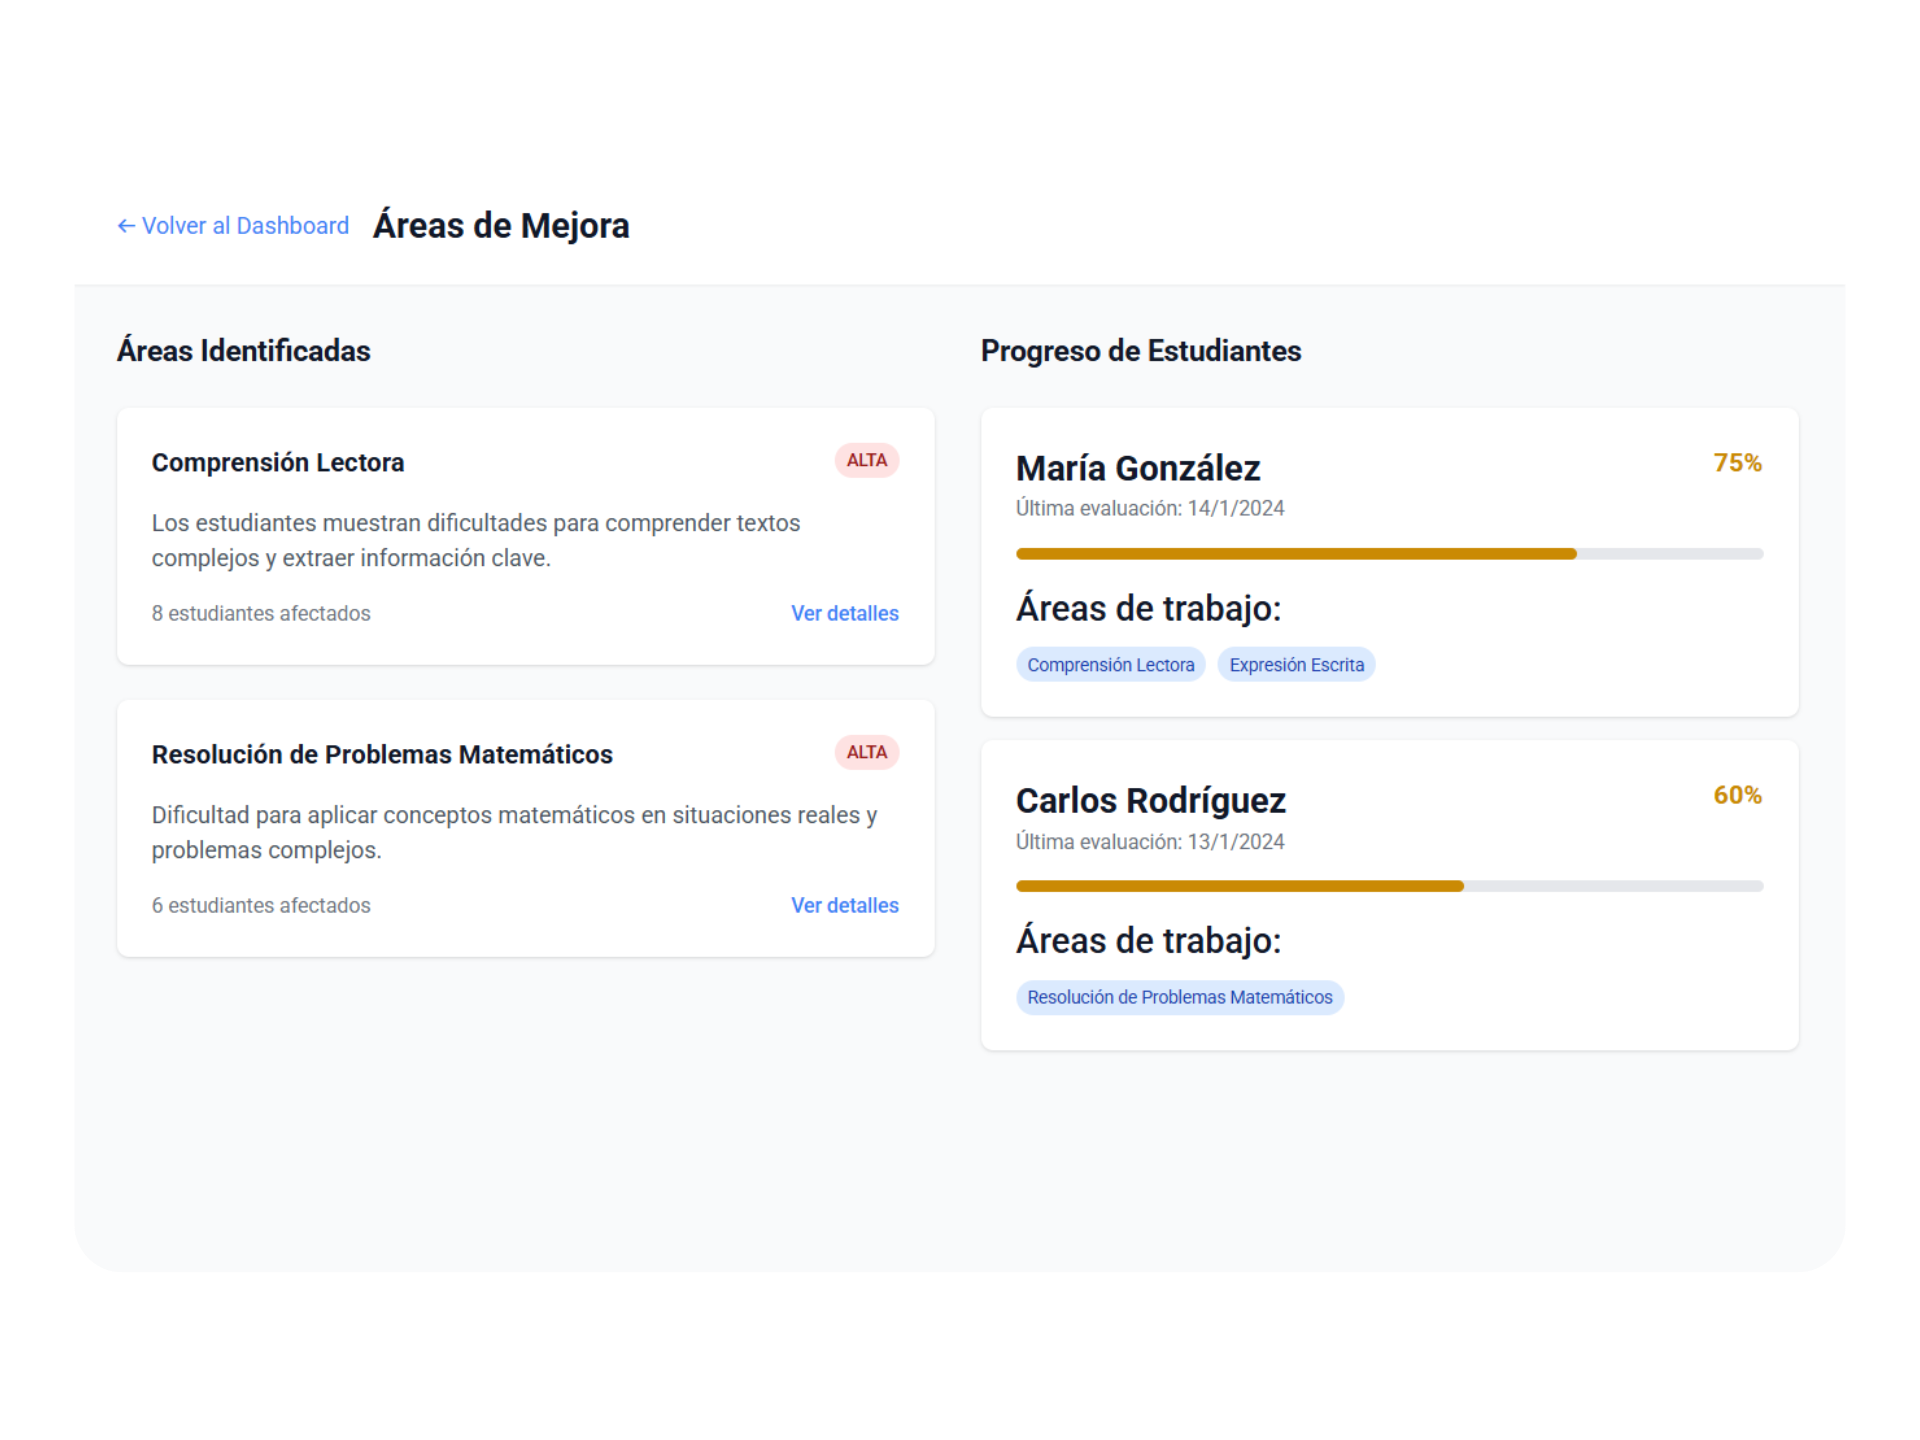 ← Volver al Dashboard Áreas de Mejora
Áreas Identificadas
Comprensión Lectora ALTA
Los estudiantes muestran dificultades para comprender textos
complejos y extraer información clave.
8 estudiantes afectados Ver detalles
Resolución de Problemas Matemáticos ALTA
Dificultad para aplicar conceptos matemáticos en situaciones reales y
problemas complejos.
6 estudiantes afectados Ver detalles
Progreso de Estudiantes
María González 75%
Última evaluación: 14/1/2024
Áreas de trabajo:
Comprensión Lectora Expresión Escrita
Carlos Rodríguez 60%
Última evaluación: 13/1/2024
Áreas de trabajo:
Resolución de Problemas Matemáticos